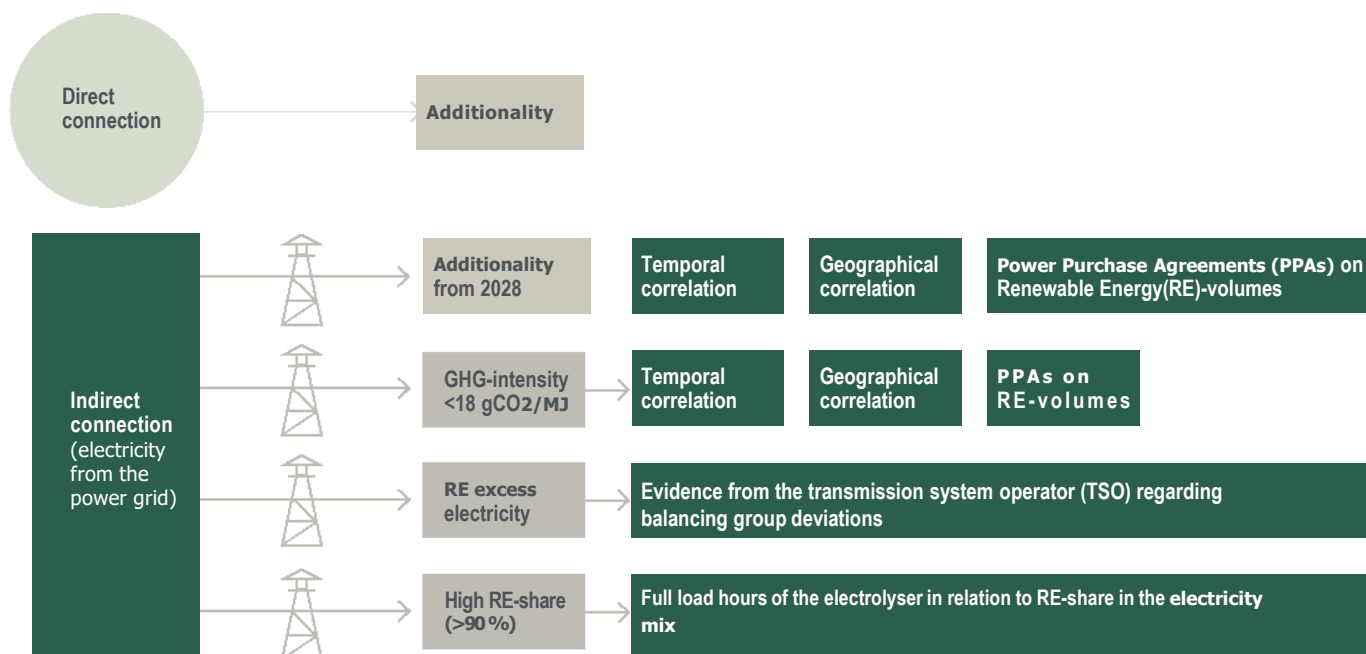 Direct
connection
Additionality
Indirect
connection
(electricity
from the
power grid)
Additionality
from 2028
Temporal
correlation
Geographical
correlation
Power Purchase Agreements (PPAs) on
Renewable Energy(RE)-volumes
GHG-intensity
<18 gCO2/MJ
Temporal
correlation
Geographical
correlation
PPAs on
RE-volumes
RE excess
electricity
Evidence from the transmission system operator (TSO) regarding
balancing group deviations
High RE-share
(>90 %)
Full load hours of the electrolyser in relation to RE-share in the electricity
mix